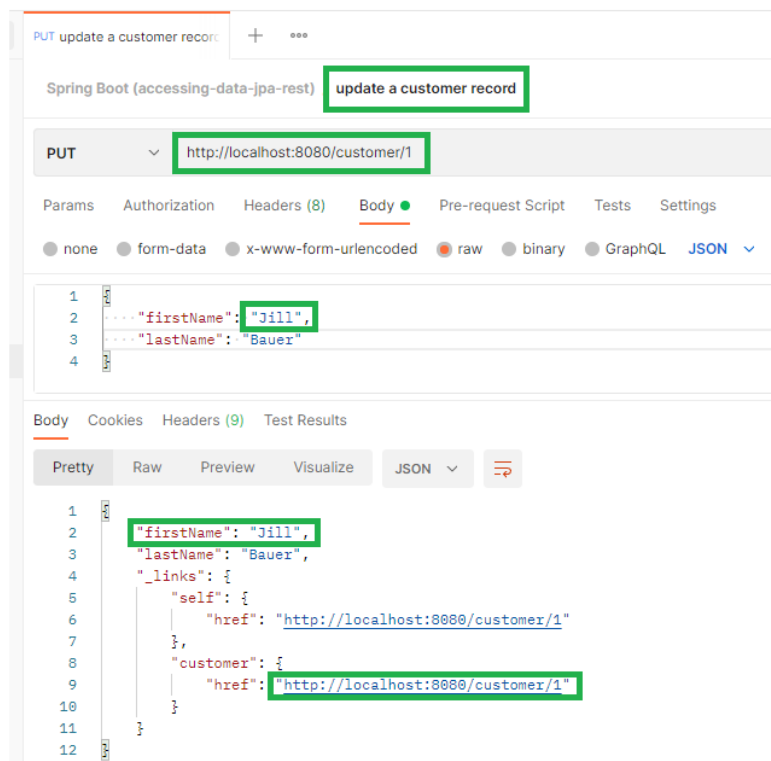 PUT update a customer recor
Spring Boot (accessing-data-jpa-rest) update a customer record
PUT http://localhost:8080/customer/1
Params Authorization Headers (8) Body Pre-request Script Tests Settings
none form-data x-www-form-urlencoded raw binary GraphQL JSON
1 {
2 ····"firstName":·"Jill",
3 ····"lastName":·"Bauer"
4 }
Body Cookies Headers (9) Test Results
Pretty Raw Preview Visualize JSON
1 {
2 "firstName": "Jill",
3 "lastName": "Bauer",
4 "_links": {
5 "self": {
6 "href": "http://localhost:8080/customer/1"
7 },
8 "customer": {
9 "href": "http://localhost:8080/customer/1"
10 }
11 }
12 }